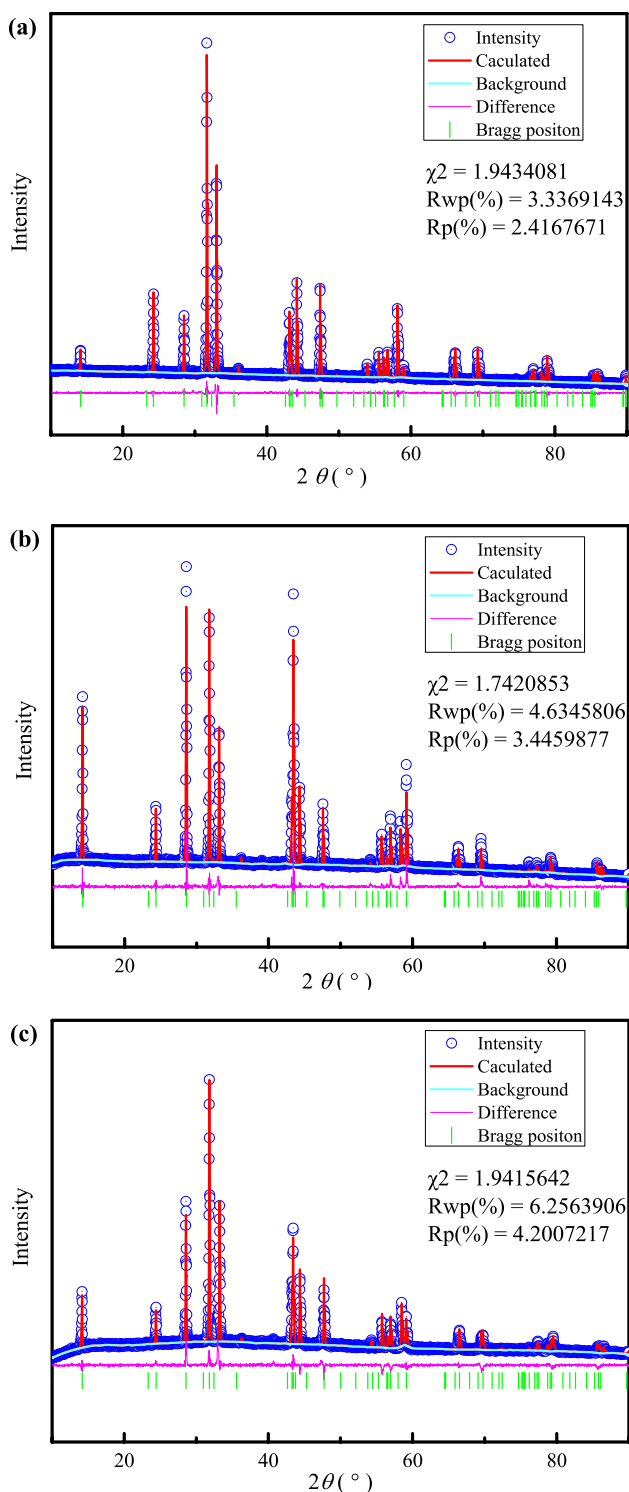 (a)
Intensity
Caculated
Background
Difference
Bragg positon
χ2 = 1.9434081
Rwp(%) = 3.3369143
Rp(%) = 2.4167671
Intensity
20
40
60
80
2 θ ( ° )
(b)
Intensity
Caculated
Background
Difference
Bragg positon
χ2 = 1.7420853
Rwp(%) = 4.6345806
Rp(%) = 3.4459877
Intensity
20
40
60
80
2 θ ( ° )
(c)
Intensity
Caculated
Background
Difference
Bragg positon
χ2 = 1.9415642
Rwp(%) = 6.2563906
Rp(%) = 4.2007217
Intensity
20
40
60
80
2θ ( ° )